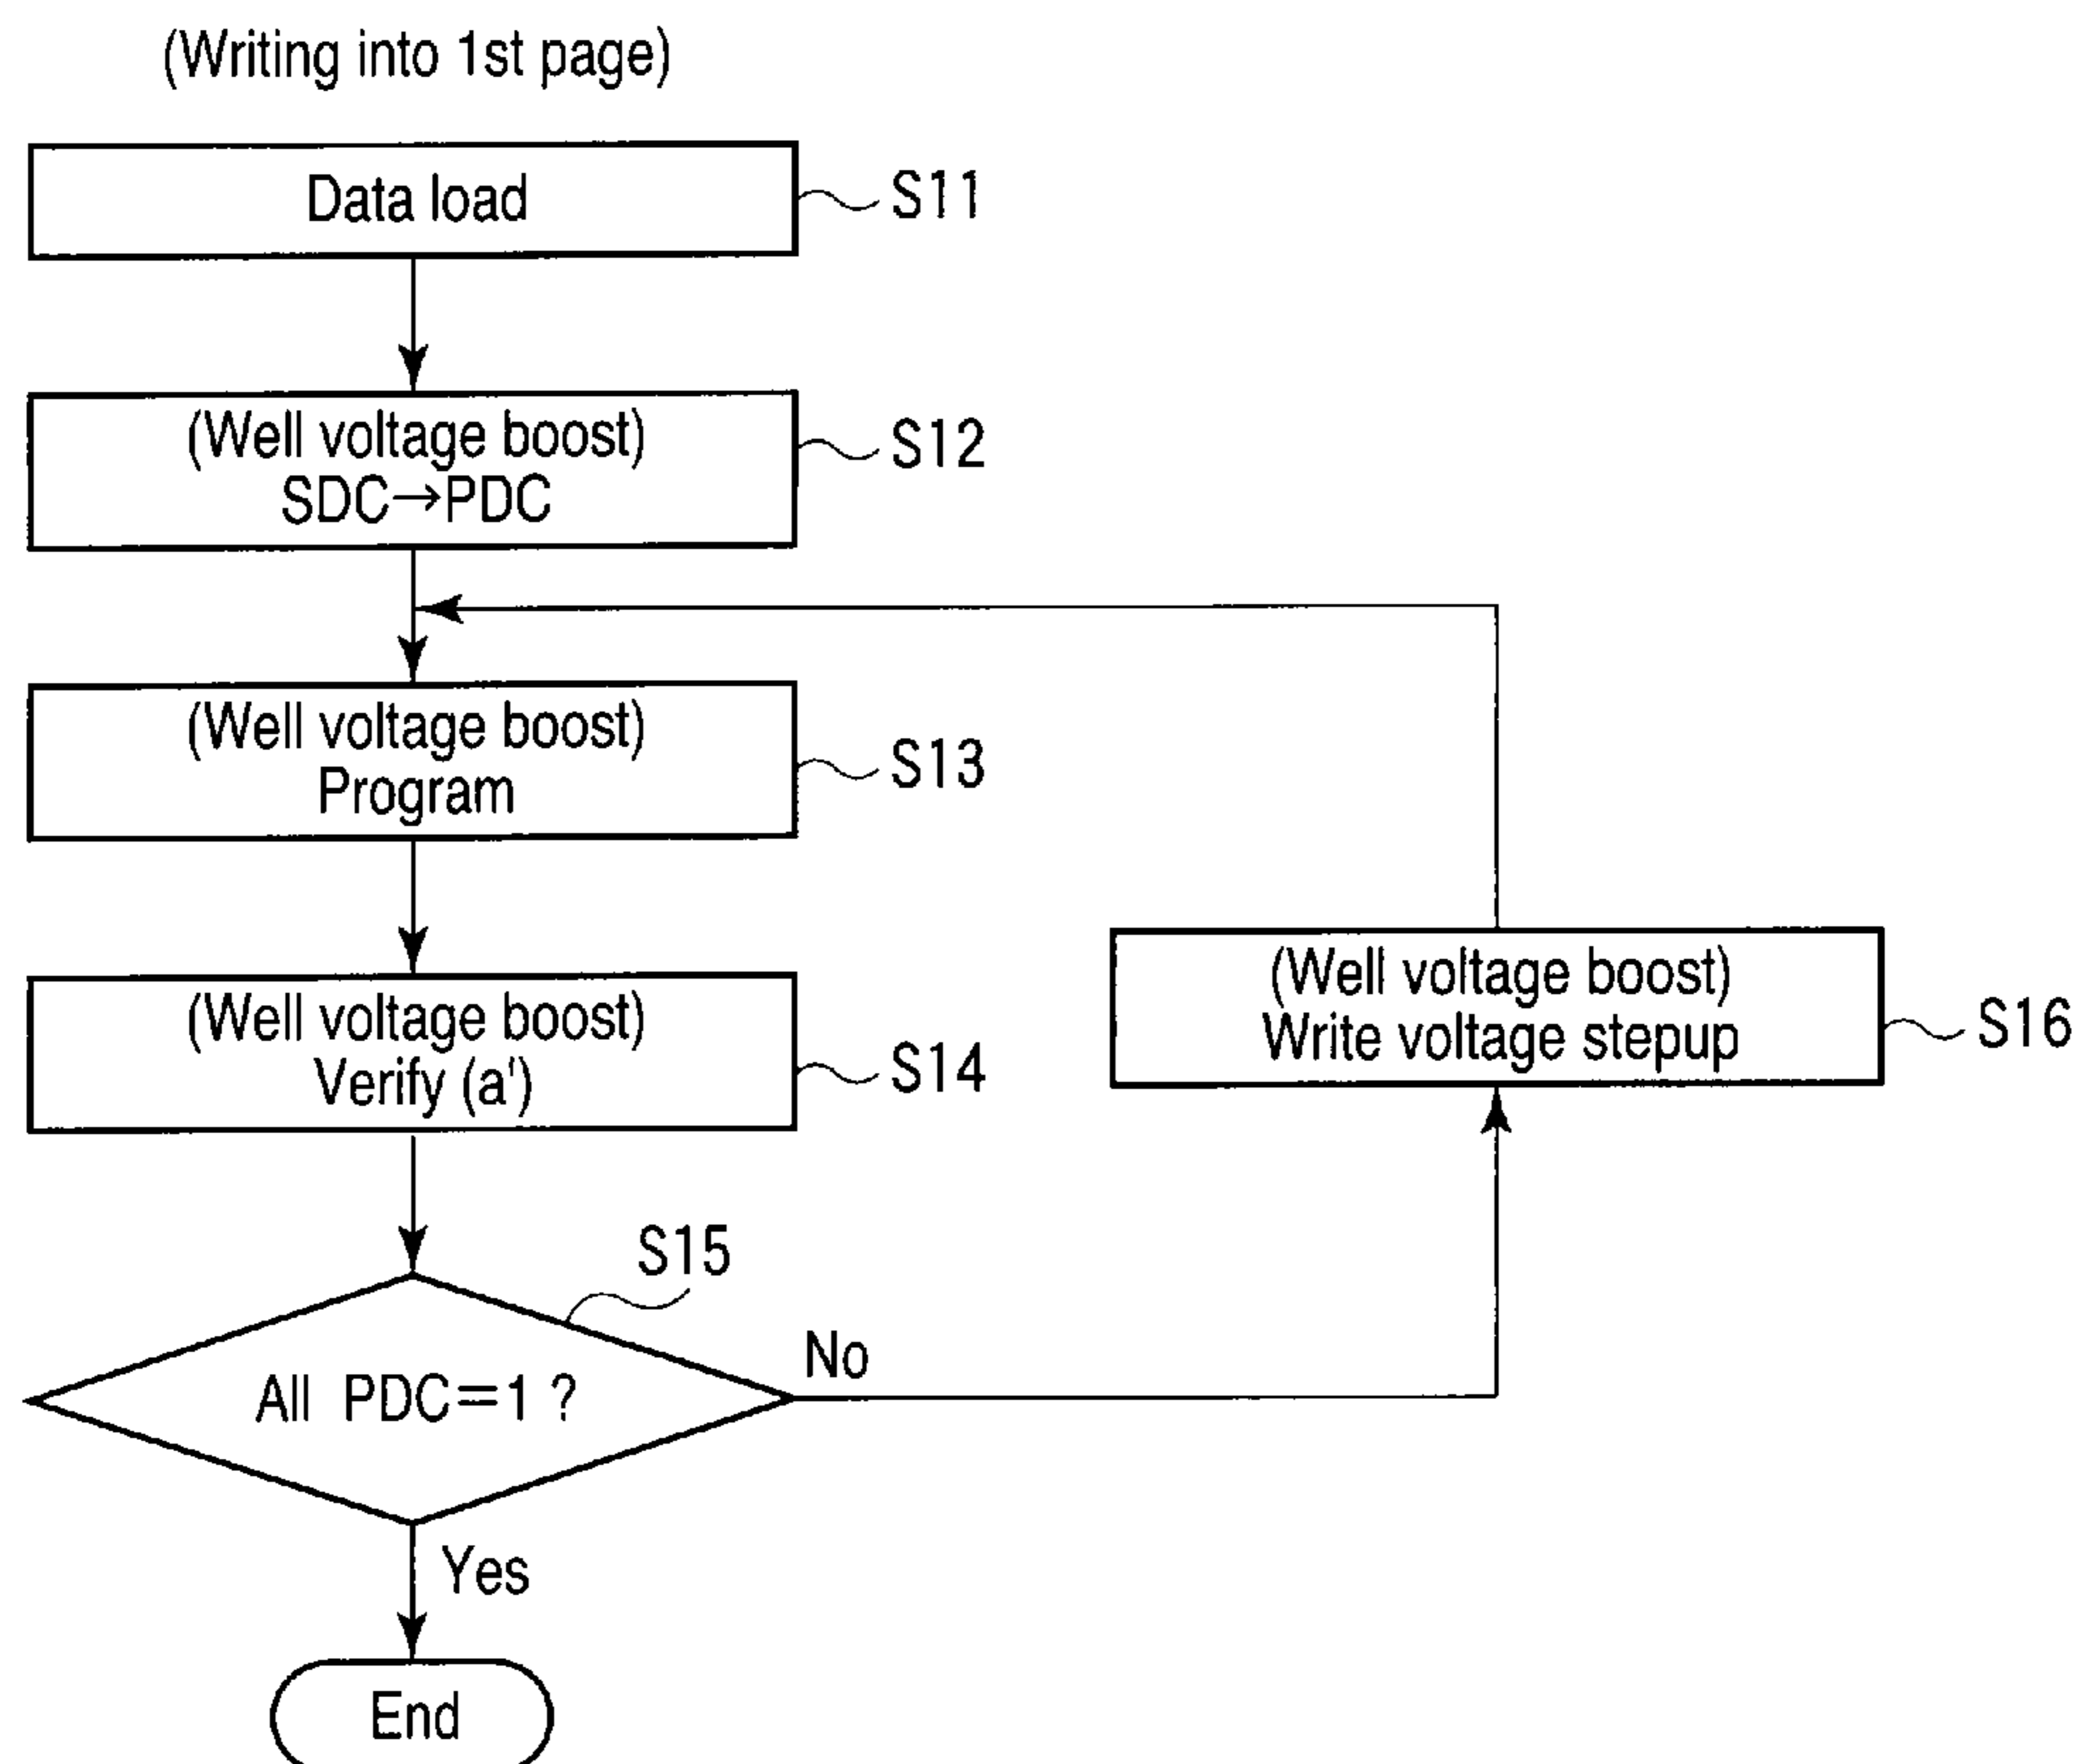 (Writing into 1st page)
Data load
S11
(Well voltage boost)
SDC→PDC
S12
(Well voltage boost)
Program
S13
(Well voltage boost)
Verify (a')
S14
(Well voltage boost)
Write voltage stepup
S16
S15
All PDC=1 ?
No
Yes
End